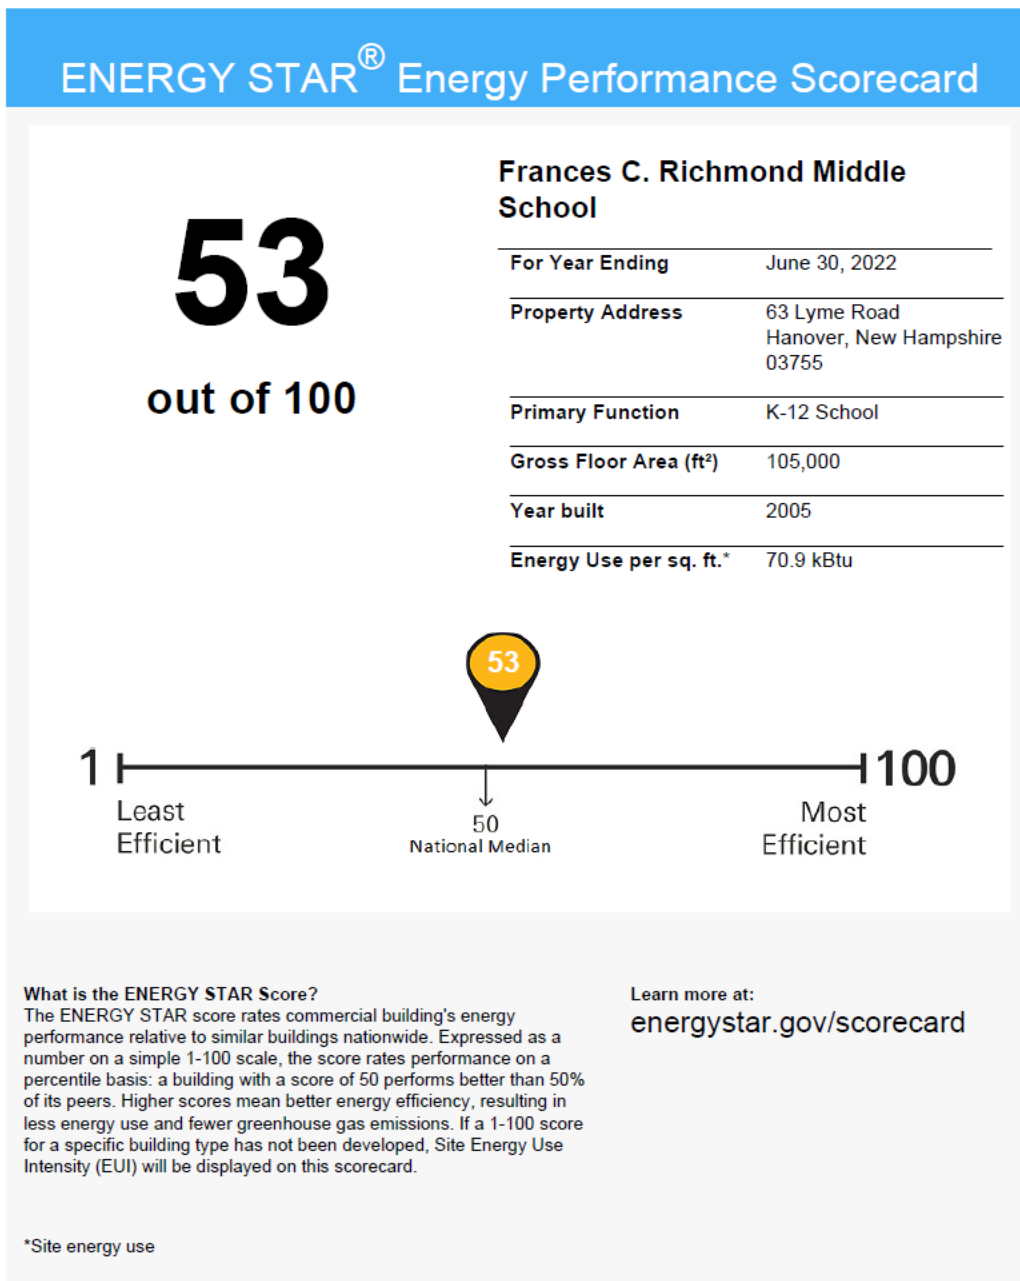 ENERGY STAR® Energy Performance Scorecard
53
out of 100
Frances C. Richmond Middle
School
For Year Ending June 30, 2022
Property Address 63 Lyme Road
Hanover, New Hampshire
03755
Primary Function K-12 School
Gross Floor Area (ft²) 105,000
Year built 2005
Energy Use per sq. ft.* 70.9 kBtu
53
1 100
Least
Efficient
50
National Median
Most
Efficient
What is the ENERGY STAR Score?
The ENERGY STAR score rates commercial building's energy
performance relative to similar buildings nationwide. Expressed as a
number on a simple 1-100 scale, the score rates performance on a
percentile basis: a building with a score of 50 performs better than 50%
of its peers. Higher scores mean better energy efficiency, resulting in
less energy use and fewer greenhouse gas emissions. If a 1-100 score
for a specific building type has not been developed, Site Energy Use
Intensity (EUI) will be displayed on this scorecard.
Learn more at:
energystar.gov/scorecard
*Site energy use